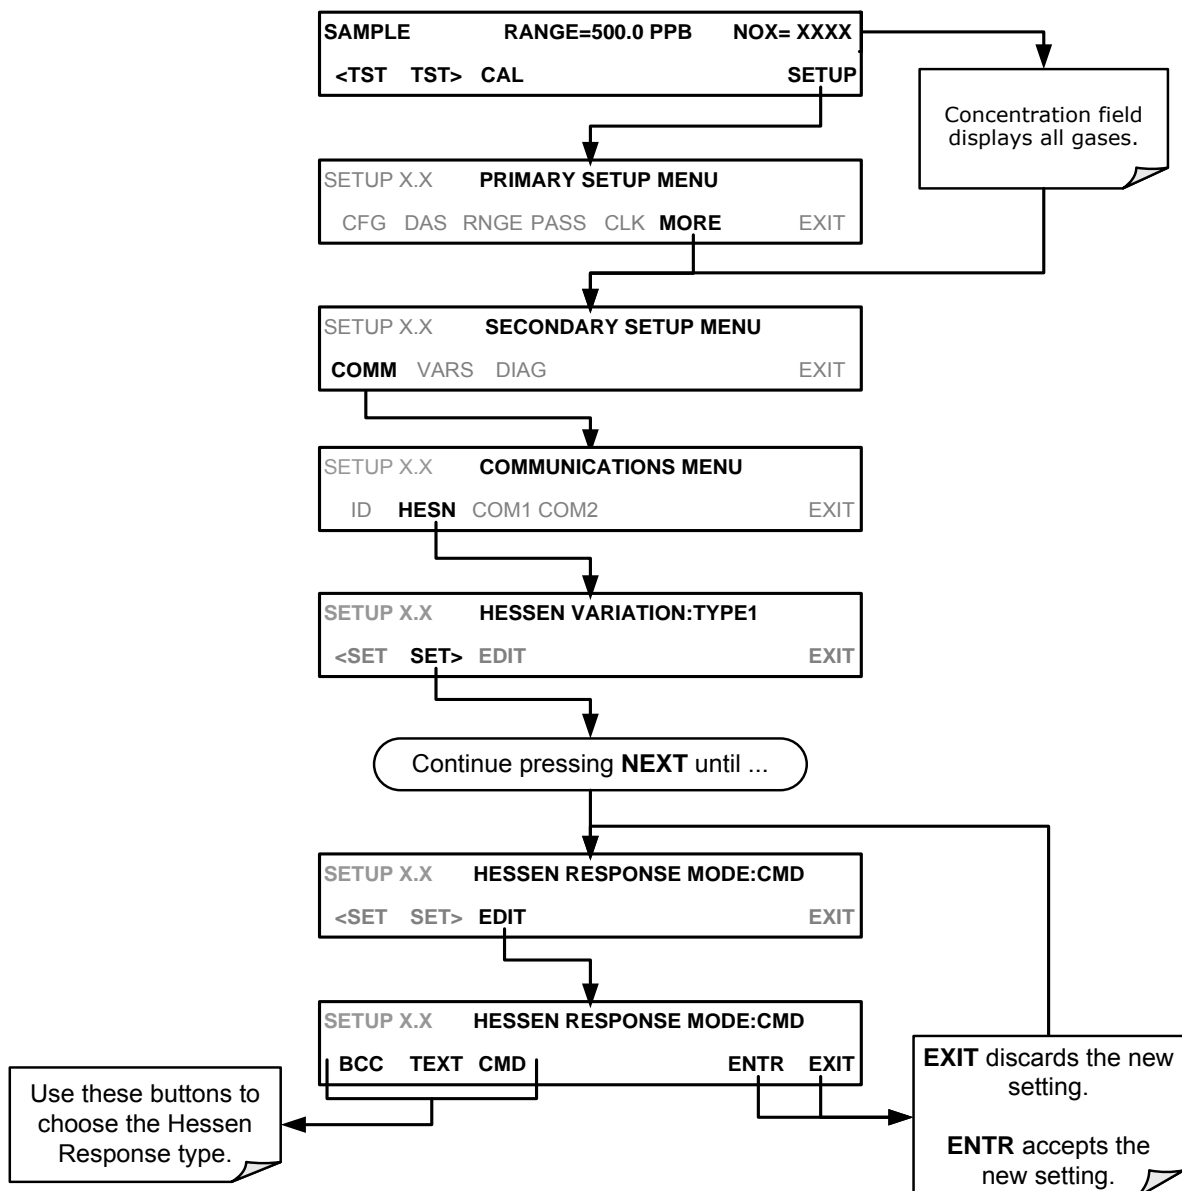 SAMPLE RANGE=500.0 PPB NOX= XXXX
<TST TST> CAL SETUP
Concentration field
displays all gases.
SETUP X.X PRIMARY SETUP MENU
CFG DAS RNGE PASS CLK MORE EXIT
SETUP X.X SECONDARY SETUP MENU
COMM VARS DIAG EXIT
SETUP X.X COMMUNICATIONS MENU
ID HESN COM1 COM2 EXIT
SETUP X.X HESSEN VARIATION:TYPE1
<SET SET> EDIT EXIT
Continue pressing NEXT until ...
SETUP X.X HESSEN RESPONSE MODE:CMD
<SET SET> EDIT EXIT
SETUP X.X HESSEN RESPONSE MODE:CMD
BCC TEXT CMD ENTR EXIT
Use these buttons to
choose the Hessen
Response type.
EXIT discards the new
setting.
ENTR accepts the
new setting.